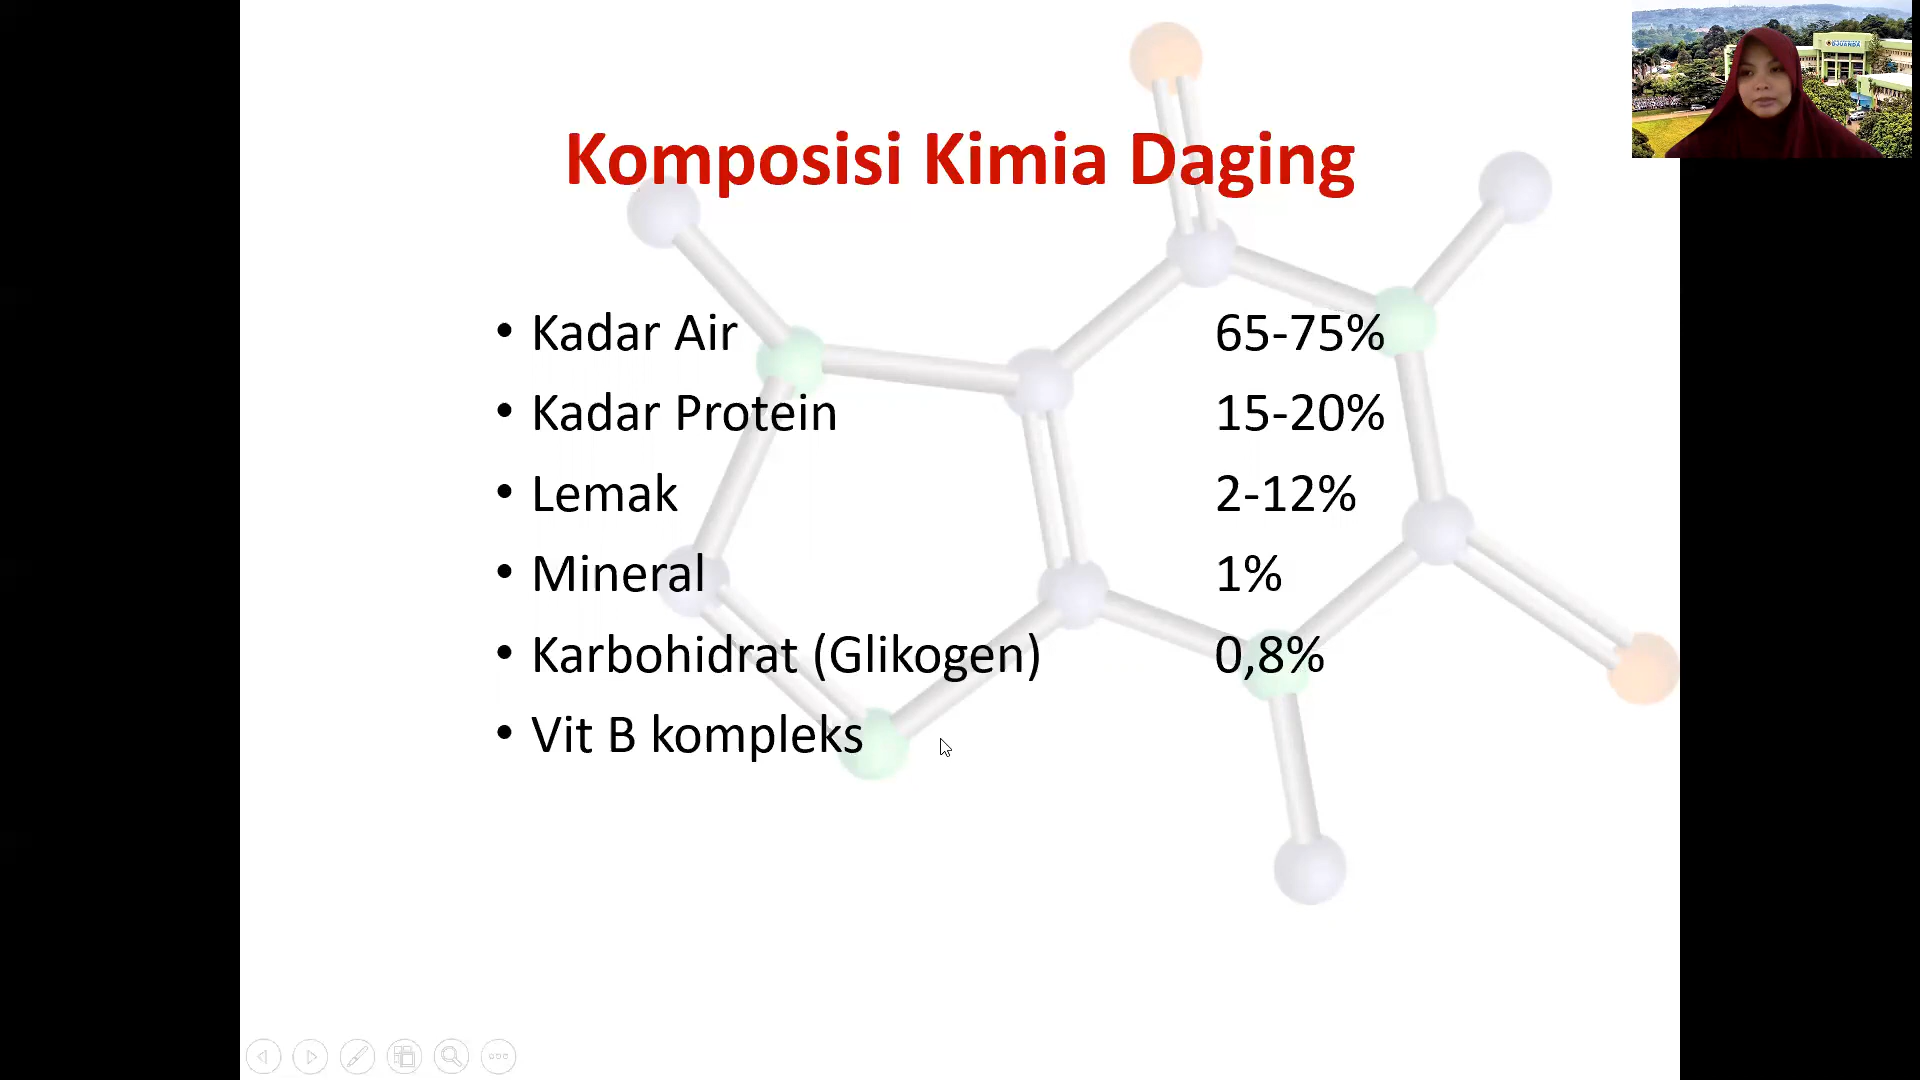 Komposisi Kimia Daging
• Kadar Air 65-75%
• Kadar Protein 15-20%
• Lemak 2-12%
• Mineral 1%
• Karbohidrat (Glikogen) 0,8%
• Vit B kompleks
DJUANDA